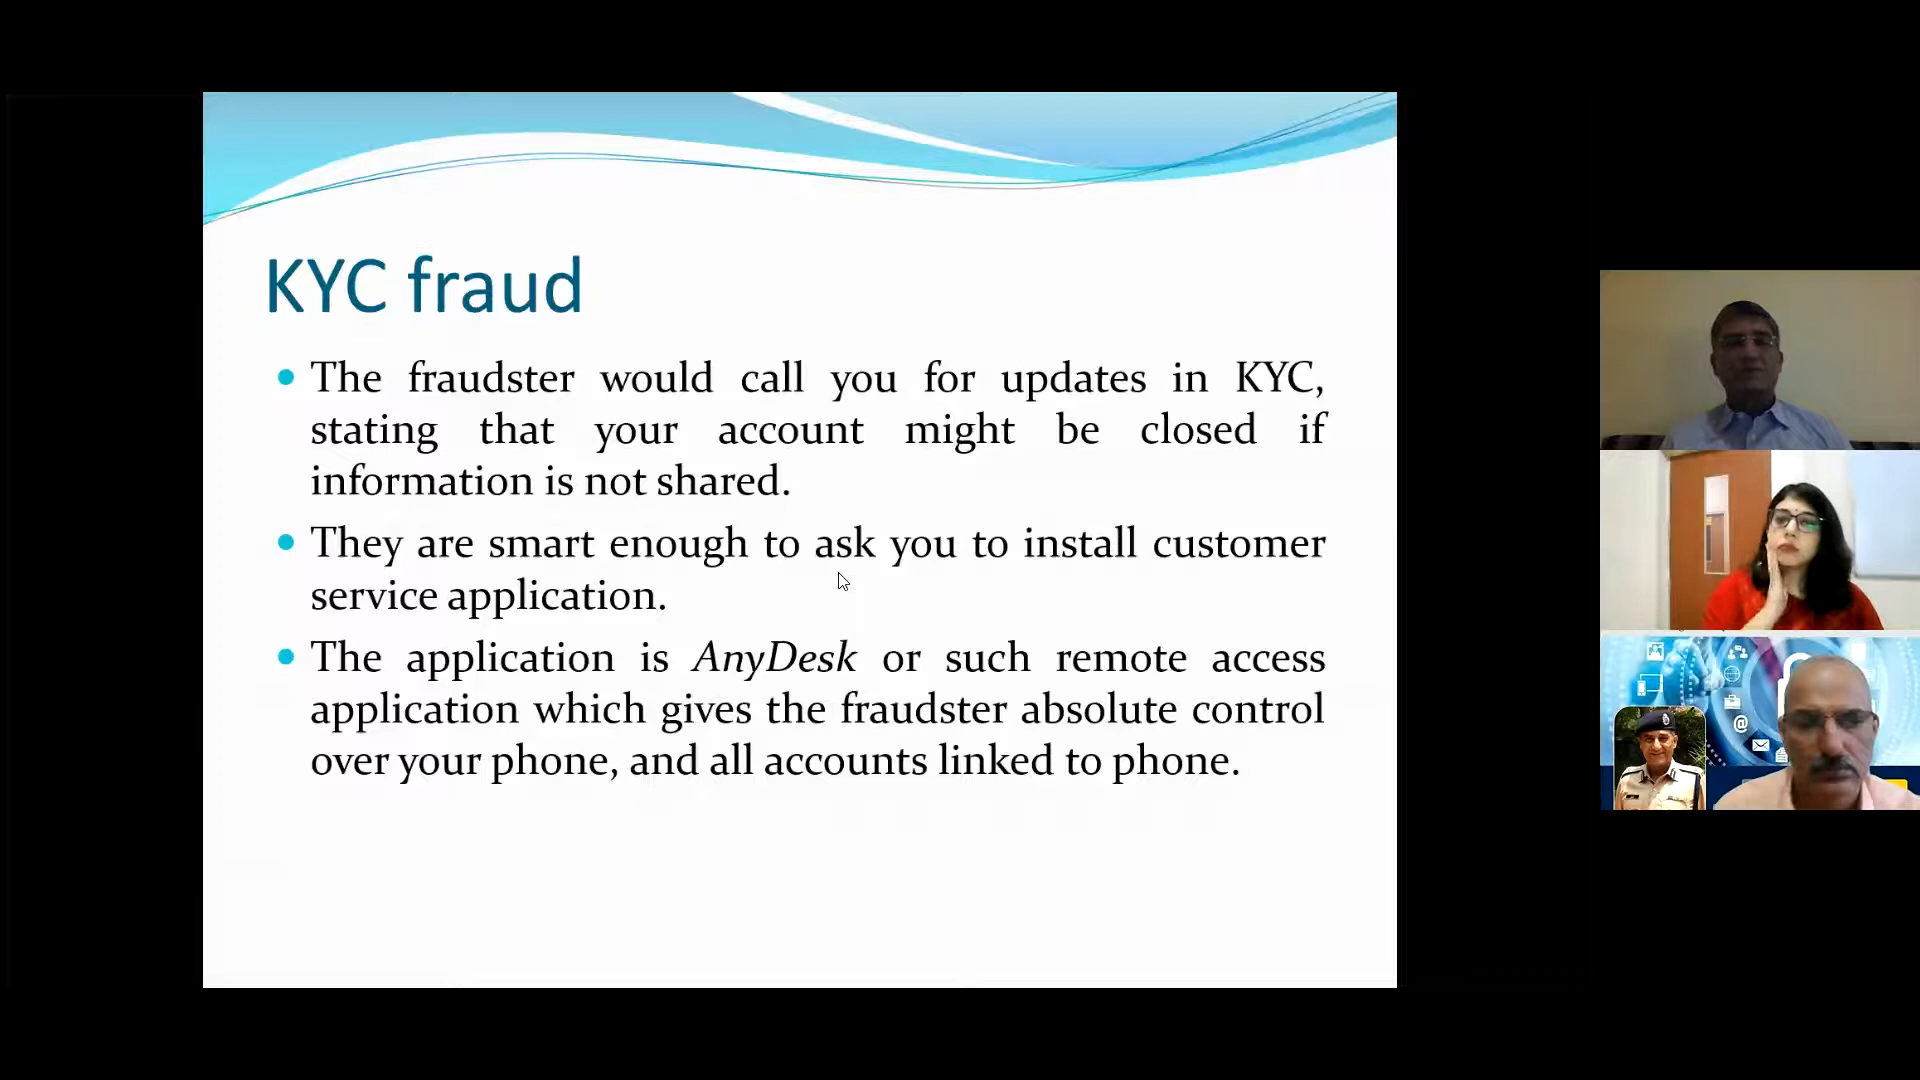 KYC fraud
• The fraudster would call you for updates in KYC,
stating that your account might be closed if
information is not shared.
• They are smart enough to ask you to install customer
service application.
• The application is AnyDesk or such remote access
application which gives the fraudster absolute control
over your phone, and all accounts linked to phone.